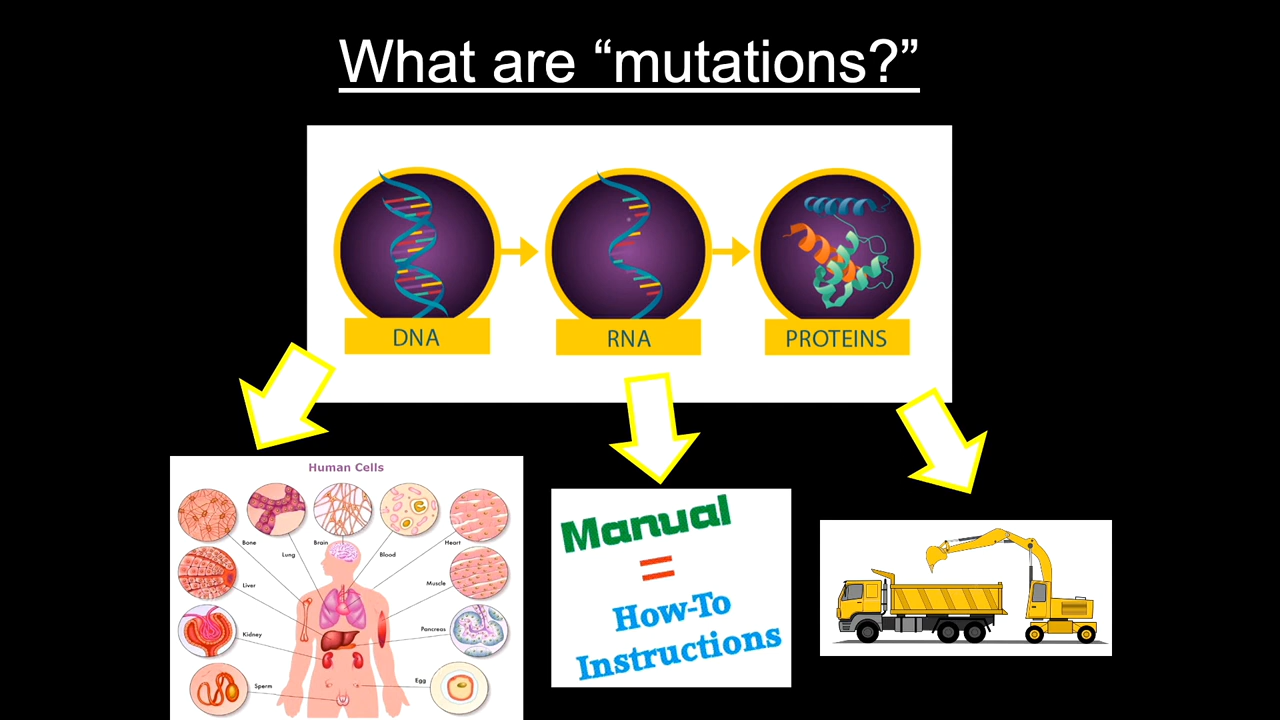 What are “mutations?”
DNA
RNA
PROTEINS
Human Cells
Bone
Lung
Brain
Blood
Heart
Liver
Muscle
Kidney
Pancreas
Sperm
Egg
Manual
=
How-To
Instructions